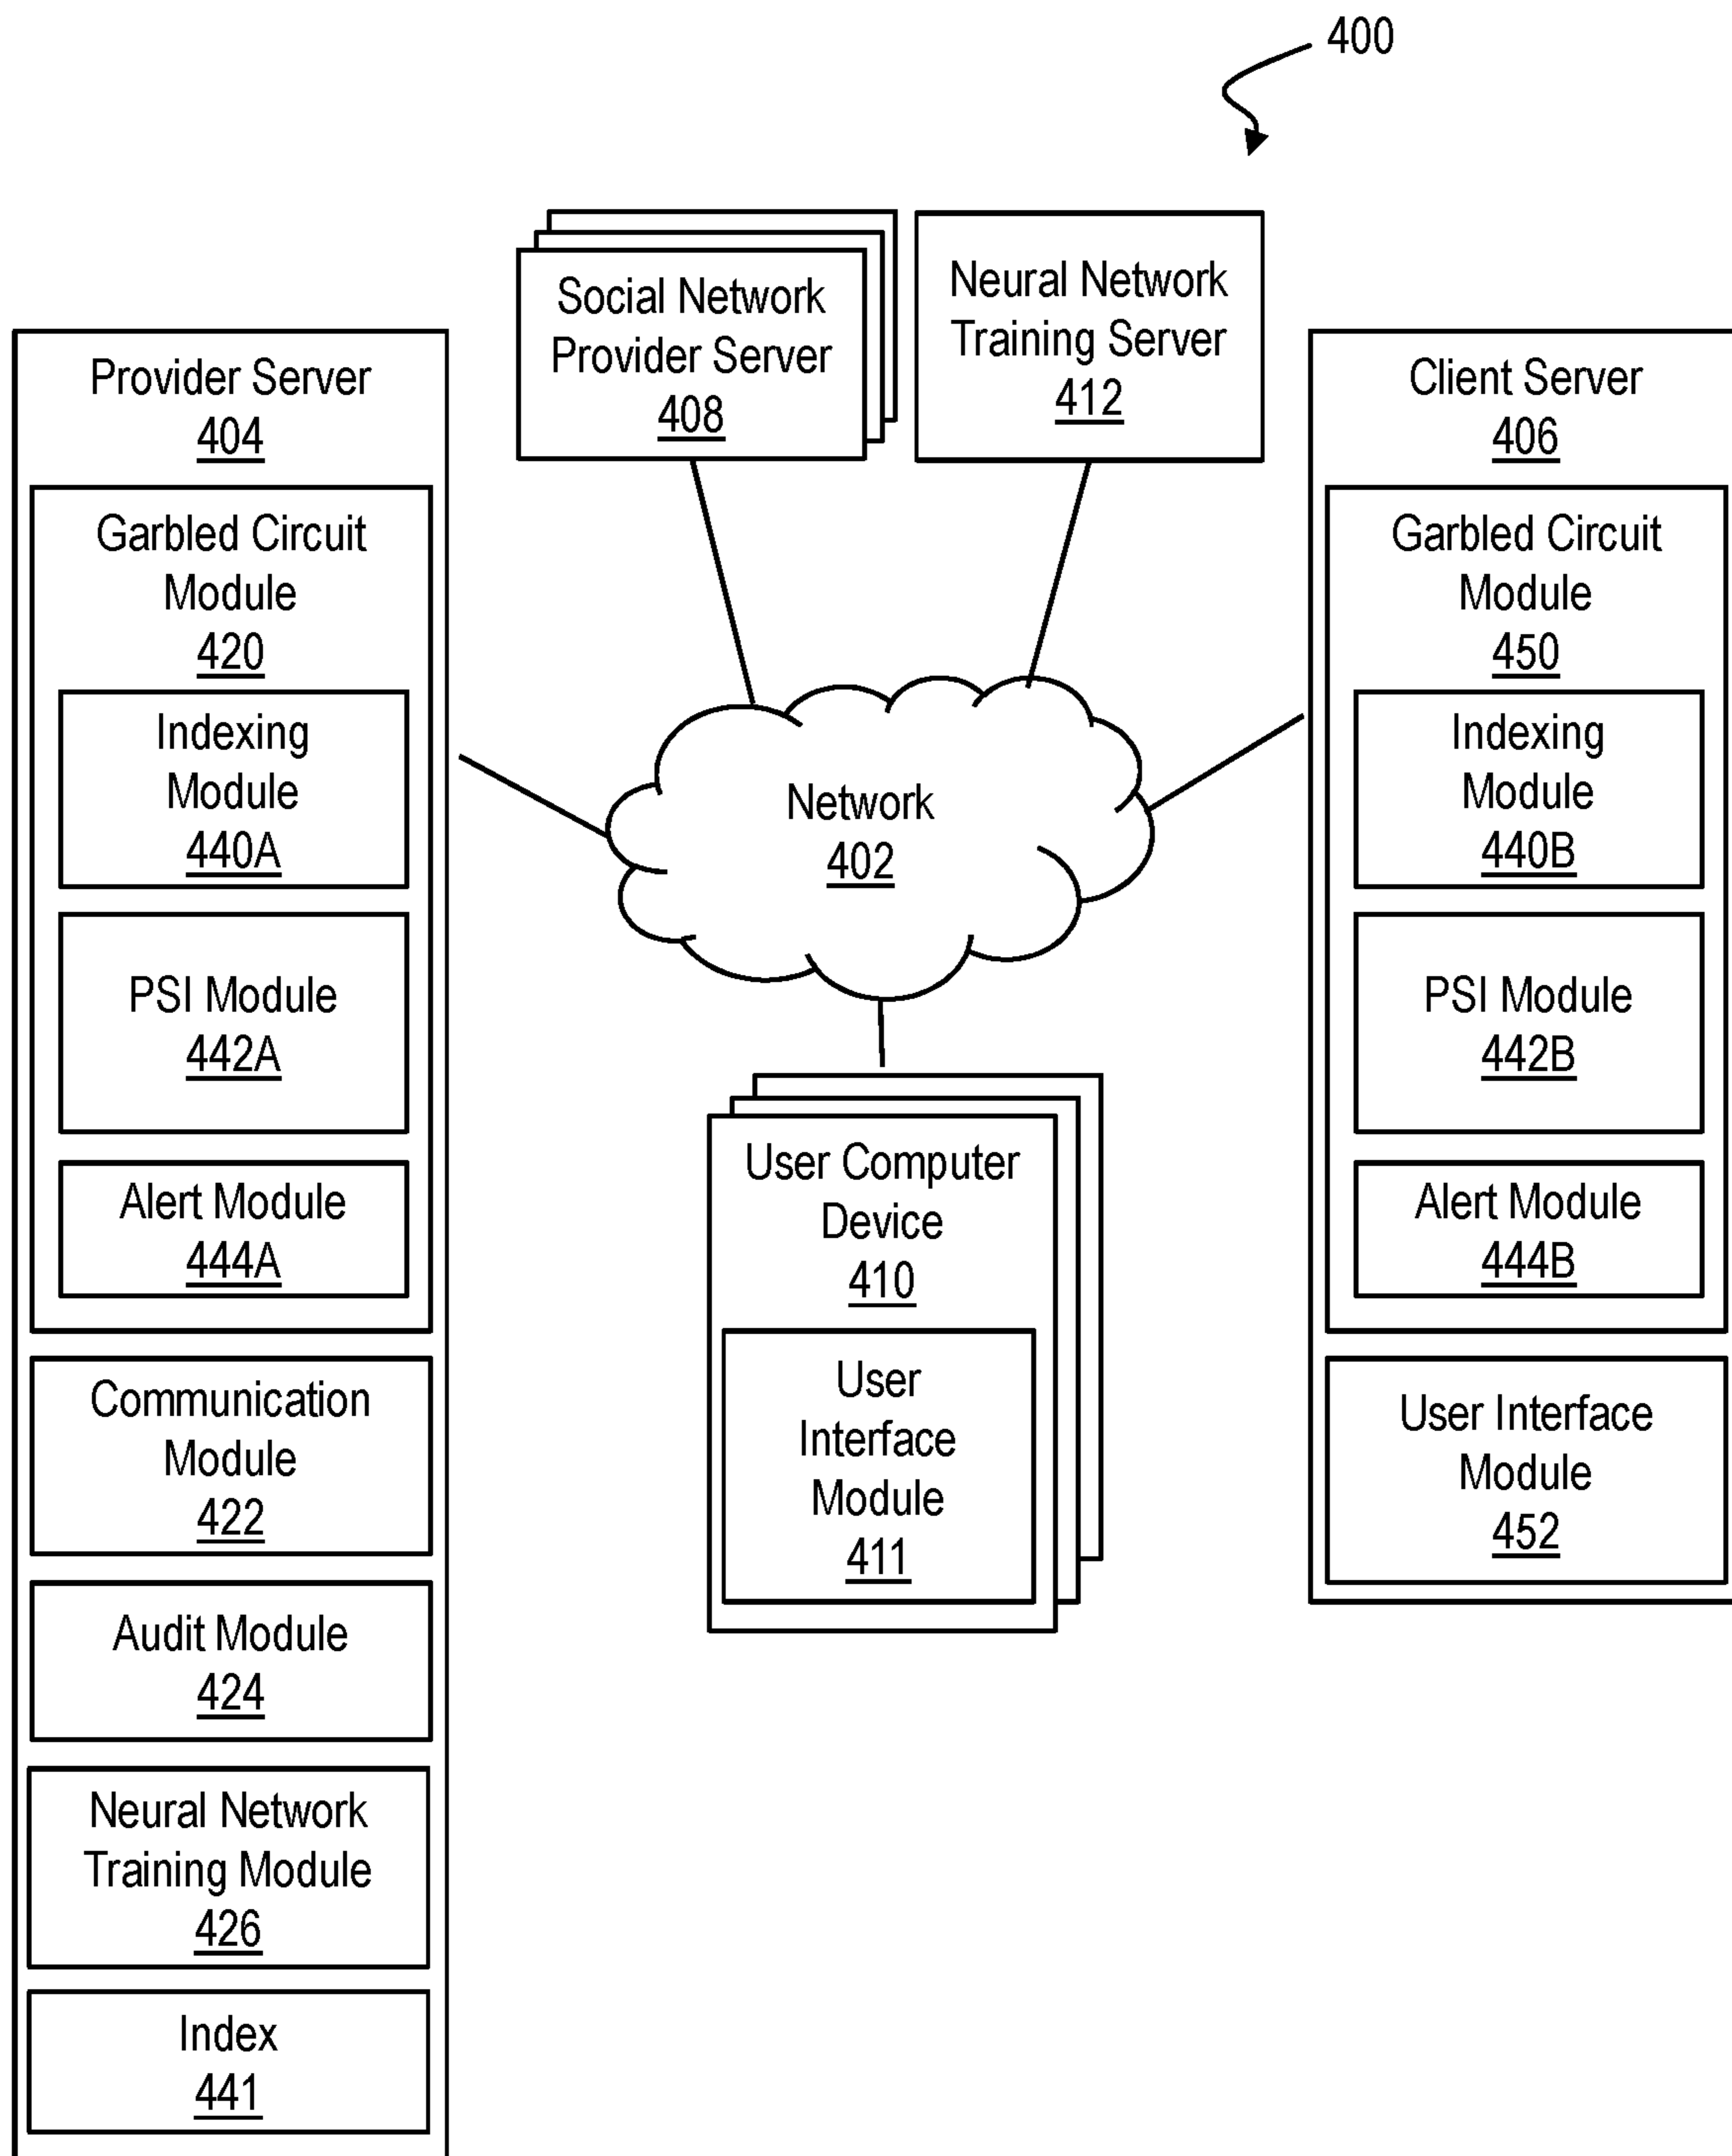 400
Social Network
Provider Server
408
Neural Network
Training Server
412
Provider Server
404
Garbled Circuit
Module
420
Indexing
Module
440A
PSI Module
442A
Alert Module
444A
Communication
Module
422
Audit Module
424
Neural Network
Training Module
426
Index
441
Network
402
User Computer
Device
410
User
Interface
Module
411
Client Server
406
Garbled Circuit
Module
450
Indexing
Module
440B
PSI Module
442B
Alert Module
444B
User Interface
Module
452